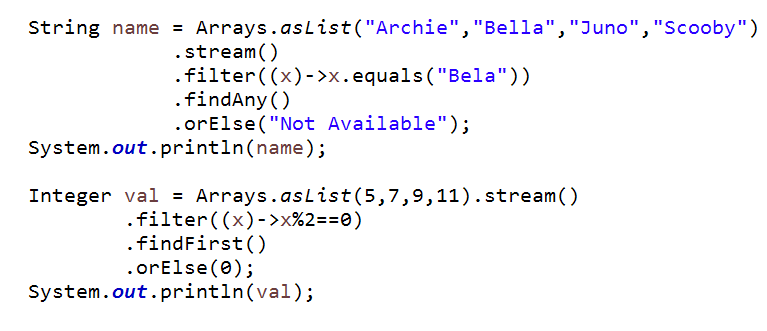 String name = Arrays.asList("Archie","Bella","Juno","Scooby")
.stream()
.filter((x)->x.equals("Bela"))
.findAny()
.orElse("Not Available");
System.out.println(name);
Integer val = Arrays.asList(5,7,9,11).stream()
.filter((x)->x%2==0)
.findFirst()
.orElse(0);
System.out.println(val);